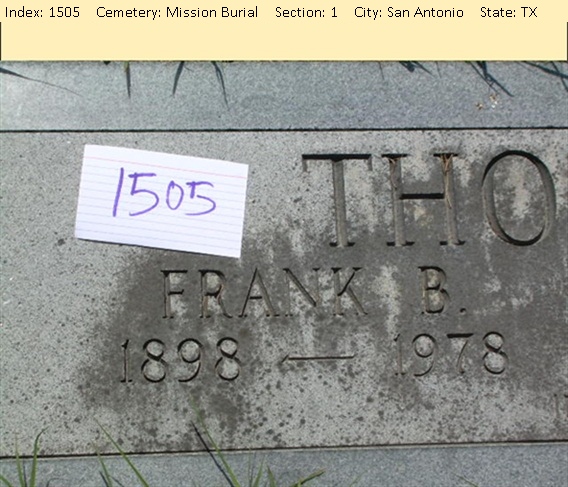 Index: 1505 Cemetery: Mission Burial Section: 1 City: San Antonio State: TX
1505
THO
FRANK B.
1898 — 1978